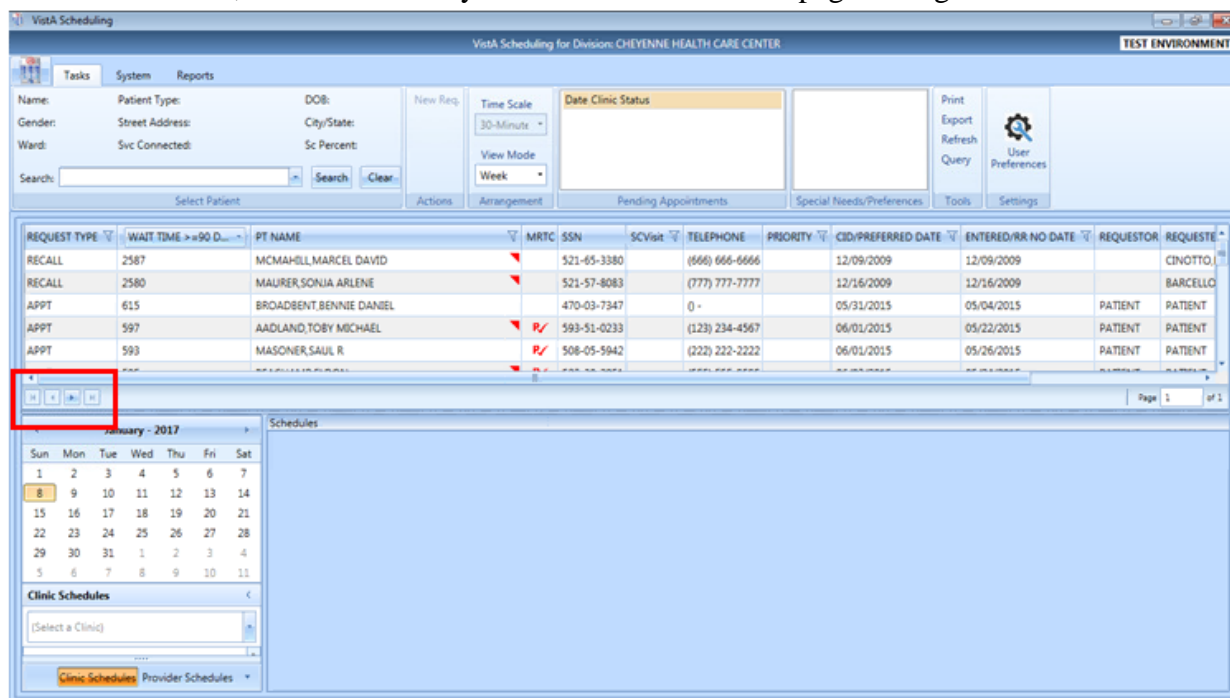 VistA Scheduling
VistA Scheduling for Division: CHEYENNE HEALTH CARE CENTER TEST ENVIRONMENT
Tasks System Reports
Name: Patient Type: DOB: New Req. Time Scale Date Clinic Status Print
Gender: Street Address: City/State: 30-Minute Export
Ward: Svc Connected: Sc Percent: View Mode Refresh User
Search: Search Clear Week Query Preferences
Select Patient Actions Arrangement Pending Appointments Special Needs/Preferences Tools Settings
REQUEST TYPE WAIT TIME >=90 D... PT NAME MRTC SSN SCVisit TELEPHONE PRIORITY CID/PREFERRED DATE ENTERED/RR NO DATE REQUESTOR REQUESTE
RECALL 2587 MCMAHILL,MARCEL DAVID 521-65-3380 (666) 666-6666 12/09/2009 12/09/2009 CINOTTO,
RECALL 2580 MAURER,SONJA ARLENE 521-57-8083 (777) 777-7777 12/16/2009 12/16/2009 BARCELLO
APPT 615 BROADBENT,BENNIE DANIEL 470-03-7347 () - 05/31/2015 05/04/2015 PATIENT PATIENT
APPT 597 AADLAND,TOBY MICHAEL 593-51-0233 (123) 234-4567 06/01/2015 05/22/2015 PATIENT PATIENT
APPT 593 MASONER,SAUL R 508-05-5942 (222) 222-2222 06/01/2015 05/26/2015 PATIENT PATIENT
Page 1 of 1
January - 2017 Schedules
Sun Mon Tue Wed Thu Fri Sat
1 2 3 4 5 6 7
8 9 10 11 12 13 14
15 16 17 18 19 20 21
22 23 24 25 26 27 28
29 30 31 1 2 3 4
5 6 7 8 9 10 11
Clinic Schedules
(Select a Clinic)
Clinic Schedules Provider Schedules